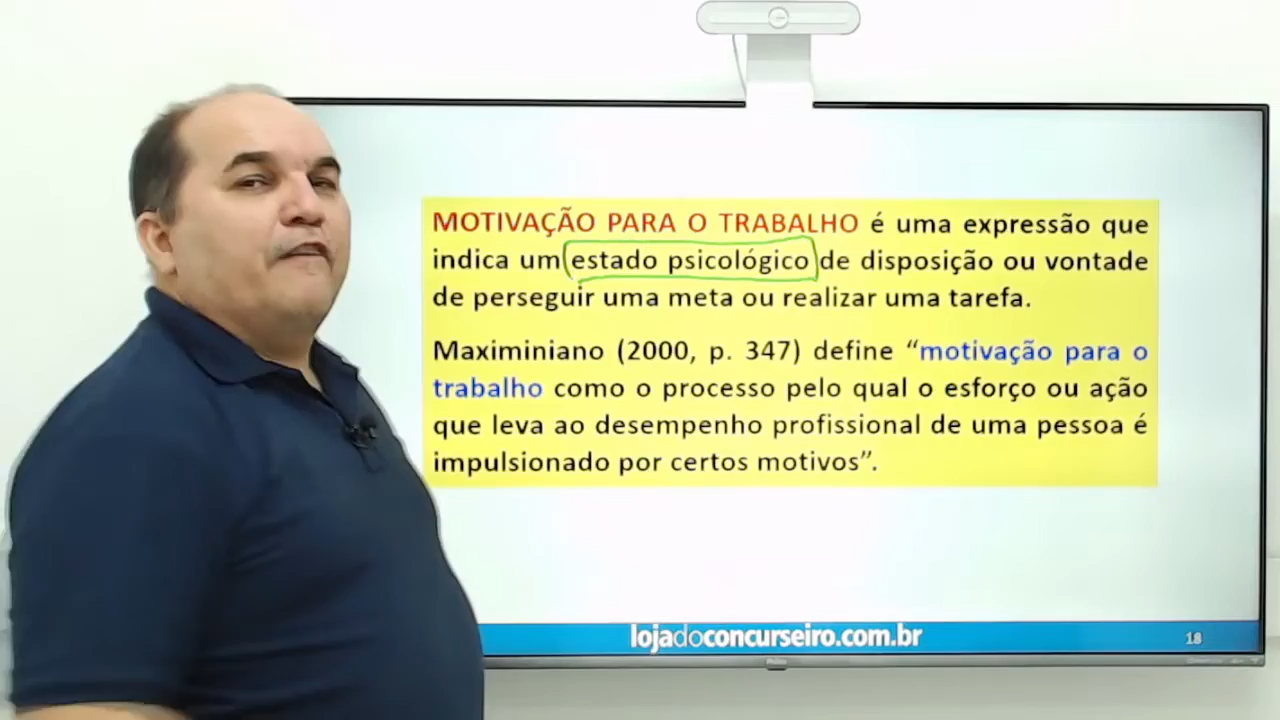 MOTIVAÇÃO PARA O TRABALHO é uma expressão que
indica um estado psicológico de disposição ou vontade
de perseguir uma meta ou realizar uma tarefa.
Maximiniano (2000, p. 347) define “motivação para o
trabalho como o processo pelo qual o esforço ou ação
que leva ao desempenho profissional de uma pessoa é
impulsionado por certos motivos”.
lojadoconcurseiro.com.br
18